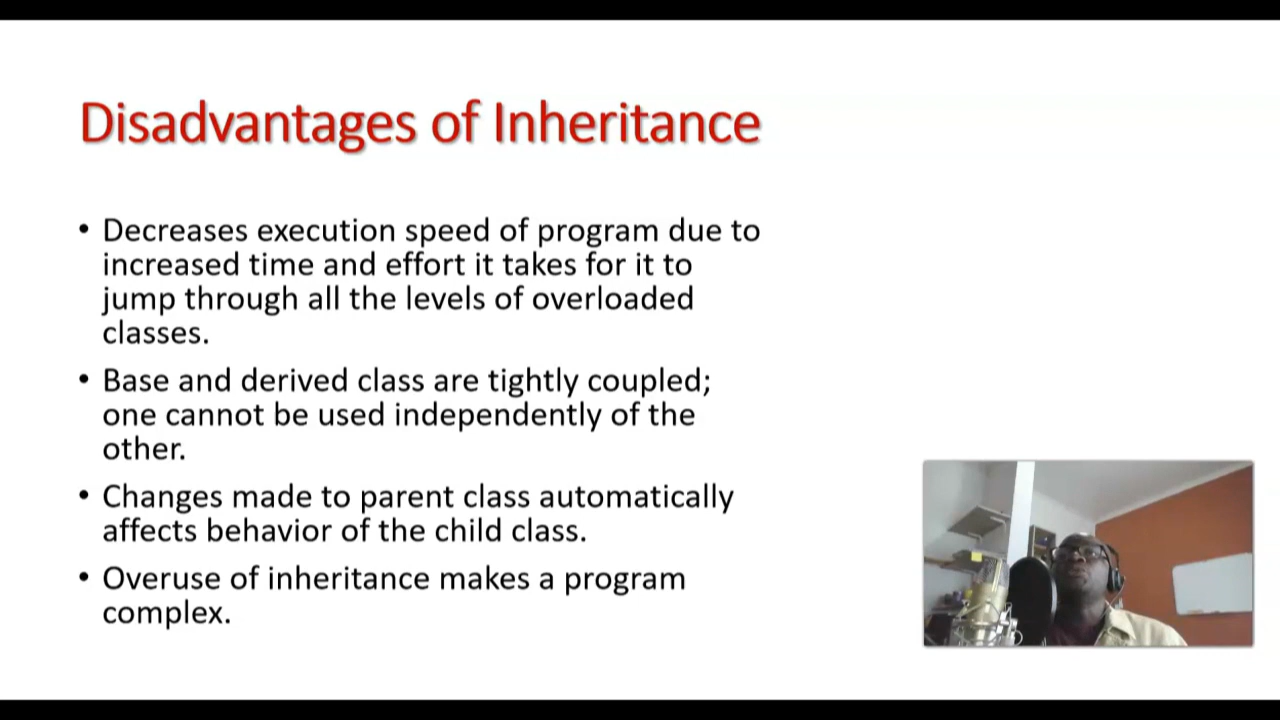 Disadvantages of Inheritance
• Decreases execution speed of program due to
increased time and effort it takes for it to
jump through all the levels of overloaded
classes.
• Base and derived class are tightly coupled;
one cannot be used independently of the
other.
• Changes made to parent class automatically
affects behavior of the child class.
• Overuse of inheritance makes a program
complex.